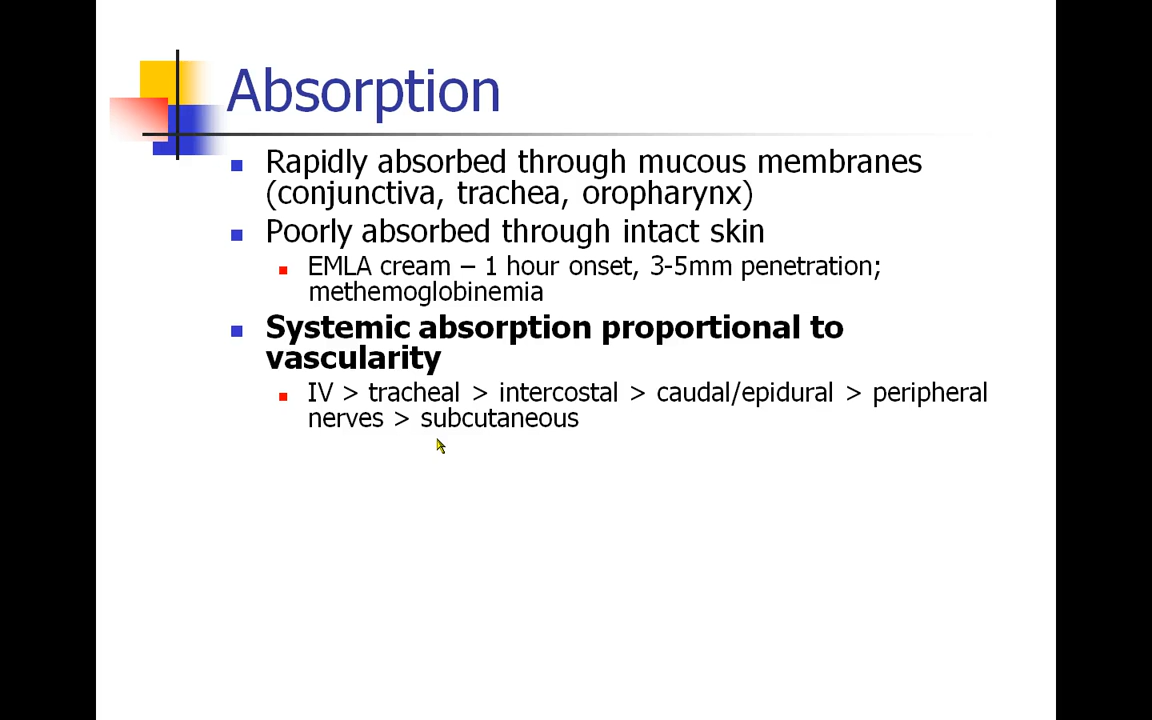 Absorption
Rapidly absorbed through mucous membranes
(conjunctiva, trachea, oropharynx)
Poorly absorbed through intact skin
EMLA cream – 1 hour onset, 3-5mm penetration;
methemoglobinemia
Systemic absorption proportional to
vascularity
IV > tracheal > intercostal > caudal/epidural > peripheral
nerves > subcutaneous